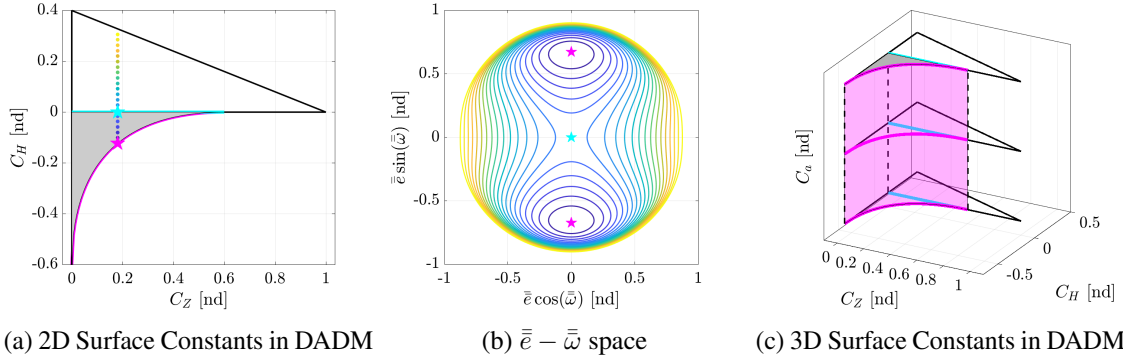 0.4
0.2
0
-0.2
-0.4
-0.6
C_H [nd]
0 0.2 0.4 0.6 0.8 1
C_Z [nd]
(a) 2D Surface Constants in DADM
1
0.5
0
-0.5
-1
ē̄ sin(ω̄̄) [nd]
-1 -0.5 0 0.5 1
ē̄ cos(ω̄̄) [nd]
(b) ē̄ − ω̄̄ space
C_a [nd]
0 0.2 0.4 0.6 0.8 1
C_Z [nd]
-0.5 0 0.5
C_H [nd]
(c) 3D Surface Constants in DADM